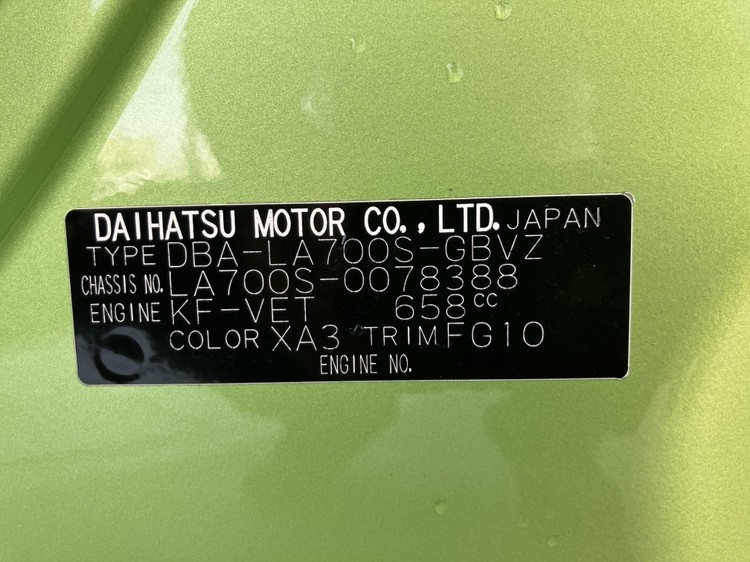 DAIHATSU MOTOR CO., LTD. JAPAN
TYPE DBA-LA700S-GBVZ
CHASSIS NO. LA700S-0078388
ENGINE KF-VET 658cc
COLOR XA3 TRIM FG10
ENGINE NO.